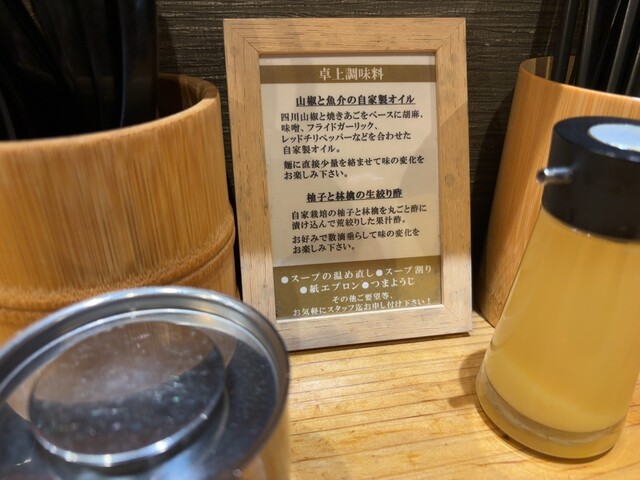 卓上調味料
山椒と魚介の自家製オイル
四川山椒と焼きあごをベースに胡麻、
味噌、フライドガーリック、
レッドチリペッパーなどを合わせた
自家製オイル。
麺に直接少量を絡ませて味の変化を
お楽しみ下さい。
柚子と林檎の生絞り酢
自家栽培の柚子と林檎を丸ごと酢に
漬け込んで荒絞りした果汁酢。
お好みで数滴垂らして味の変化を
お楽しみ下さい。
●スープの温め直し●スープ割り
●紙エプロン●つまようじ
その他ご要望等、
お気軽にスタッフ迄お申し付け下さい!